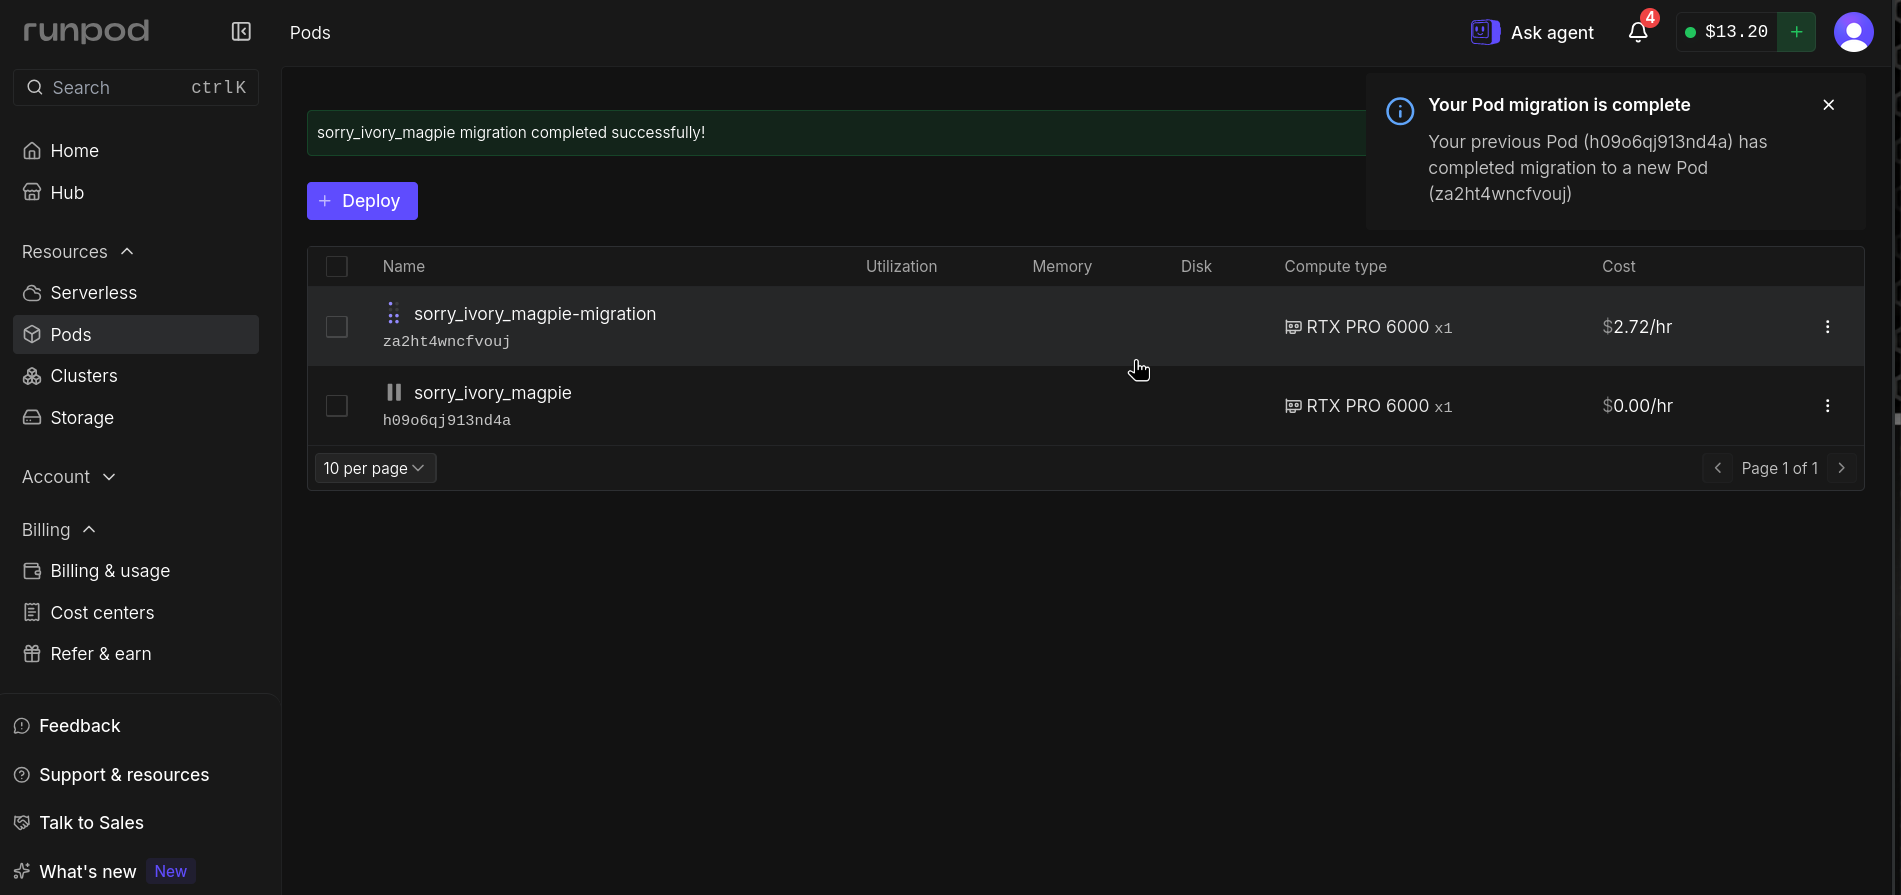 runpod
Pods
Ask agent
4
$13.20
Search
ctrlK
Home
Hub
Resources
Serverless
Pods
Clusters
Storage
Account
Billing
Billing & usage
Cost centers
Refer & earn
Feedback
Support & resources
Talk to Sales
What's new New
sorry_ivory_magpie migration completed successfully!
Your Pod migration is complete
Your previous Pod (h09o6qj913nd4a) has
completed migration to a new Pod
(za2ht4wncfvouj)
+ Deploy
Name Utilization Memory Disk Compute type Cost
sorry_ivory_magpie-migration
za2ht4wncfvouj
RTX PRO 6000 x1
$2.72/hr
sorry_ivory_magpie
h09o6qj913nd4a
RTX PRO 6000 x1
$0.00/hr
10 per page
Page 1 of 1